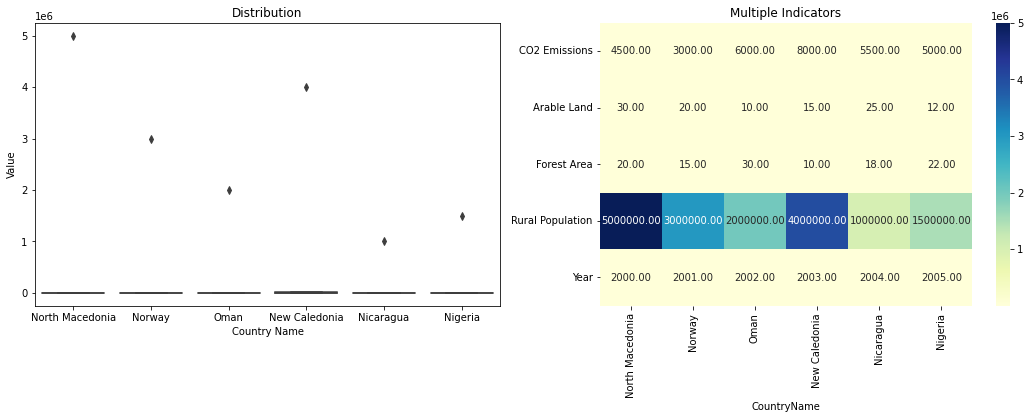 Distribution
1e6
5
4
3
2
1
0
Value
North Macedonia Norway Oman New Caledonia Nicaragua Nigeria
Country Name
Multiple Indicators
CO2 Emissions 4500.00 3000.00 6000.00 8000.00 5500.00 5000.00
Arable Land 30.00 20.00 10.00 15.00 25.00 12.00
Forest Area 20.00 15.00 30.00 10.00 18.00 22.00
Rural Population 5000000.00 3000000.00 2000000.00 4000000.00 1000000.00 1500000.00
Year 2000.00 2001.00 2002.00 2003.00 2004.00 2005.00
North Macedonia
Norway
Oman
New Caledonia
Nicaragua
Nigeria
CountryName
1e6
5
4
3
2
1